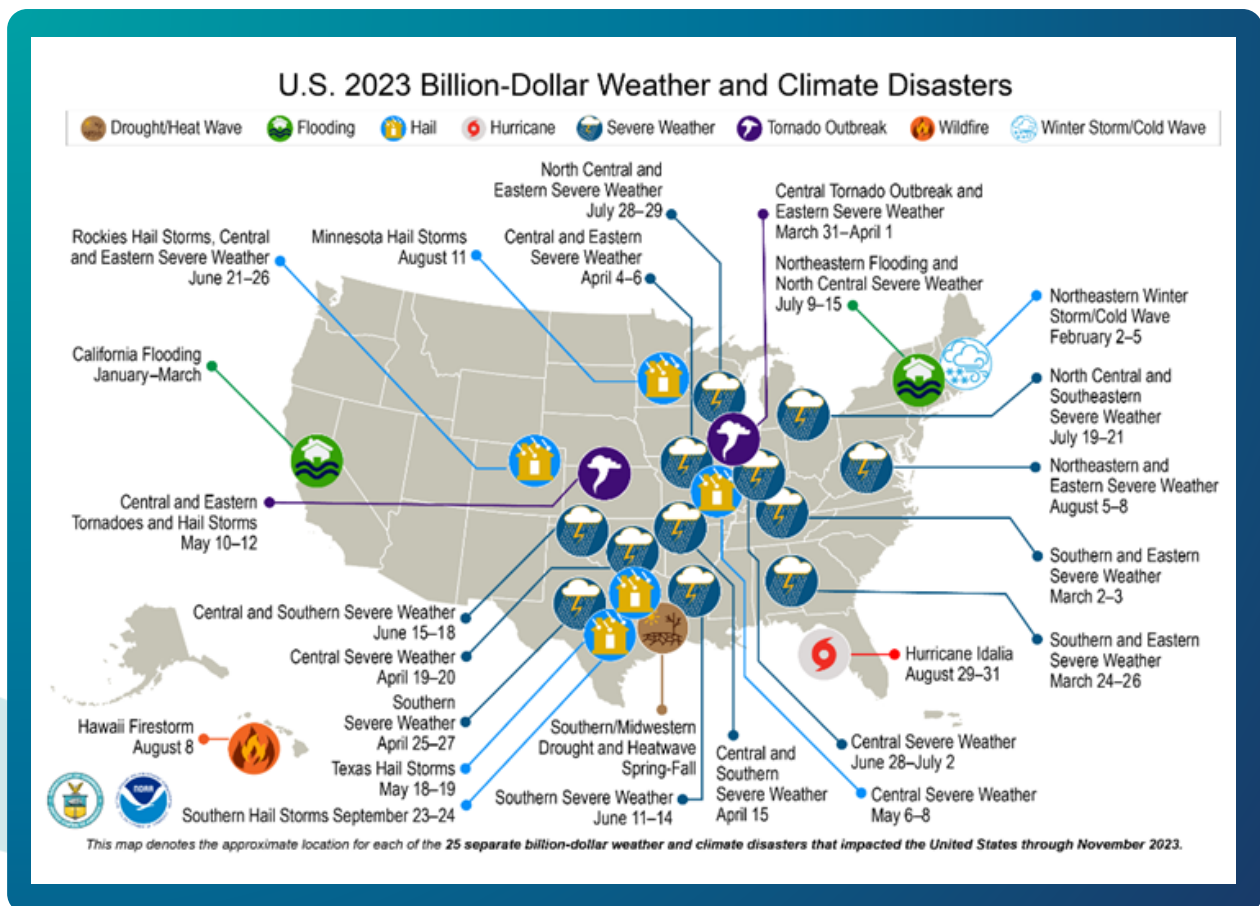 U.S. 2023 Billion-Dollar Weather and Climate Disasters
Drought/Heat Wave
Flooding
Hail
Hurricane
Severe Weather
Tornado Outbreak
Wildfire
Winter Storm/Cold Wave
North Central and
Eastern Severe Weather
July 28–29
Central Tornado Outbreak and
Eastern Severe Weather
March 31–April 1
Rockies Hail Storms, Central
and Eastern Severe Weather
June 21–26
Minnesota Hail Storms
August 11
Central and Eastern
Severe Weather
April 4–6
Northeastern Flooding and
North Central Severe Weather
July 9–15
Northeastern Winter
Storm/Cold Wave
February 2–5
California Flooding
January–March
North Central and
Southeastern
Severe Weather
July 19–21
Northeastern and
Eastern Severe Weather
August 5–8
Central and Eastern
Tornadoes and Hail Storms
May 10–12
Southern and Eastern
Severe Weather
March 2–3
Central and Southern Severe Weather
June 15–18
Southern and Eastern
Severe Weather
March 24–26
Central Severe Weather
April 19–20
Hurricane Idalia
August 29–31
Southern
Severe Weather
April 25–27
Hawaii Firestorm
August 8
Southern/Midwestern
Drought and Heatwave
Spring-Fall
Central and
Southern
Severe Weather
April 15
Central Severe Weather
June 28–July 2
Texas Hail Storms
May 18–19
Southern Severe Weather
June 11–14
Central Severe Weather
May 6–8
Southern Hail Storms September 23–24
NOAA
This map denotes the approximate location for each of the 25 separate billion-dollar weather and climate disasters that impacted the United States through November 2023.